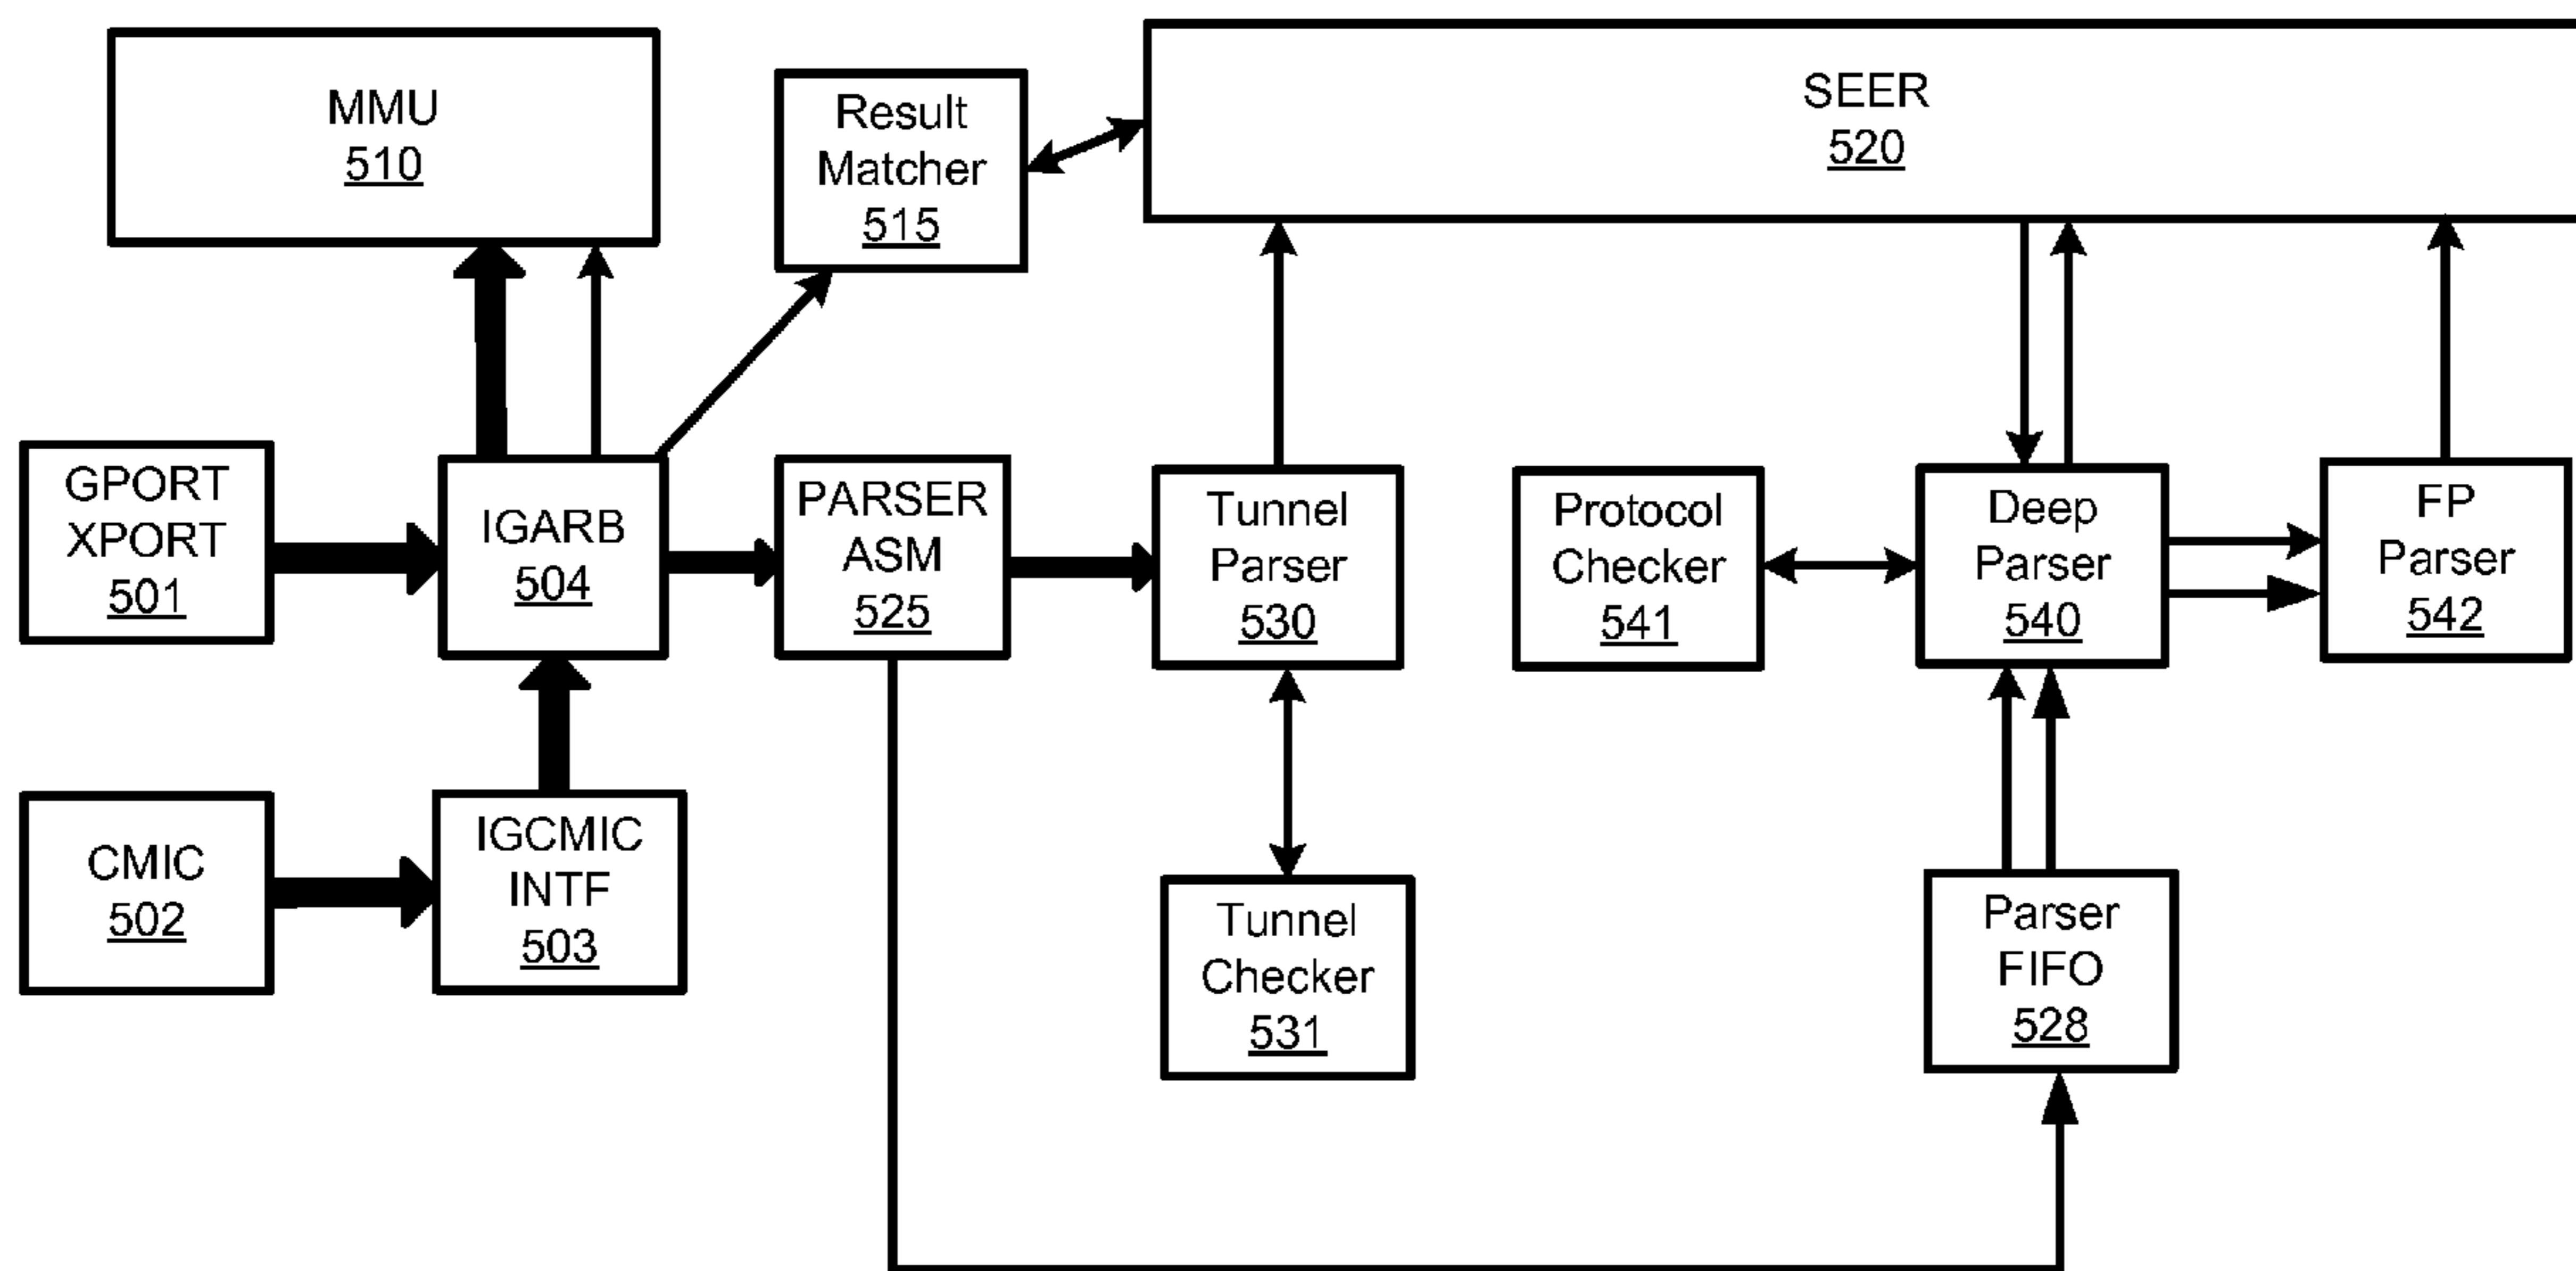 MMU
510
Result
Matcher
515
SEER
520
GPORT
XPORT
501
IGARB
504
PARSER
ASM
525
Tunnel
Parser
530
Protocol
Checker
541
Deep
Parser
540
FP
Parser
542
CMIC
502
IGCMIC
INTF
503
Tunnel
Checker
531
Parser
FIFO
528